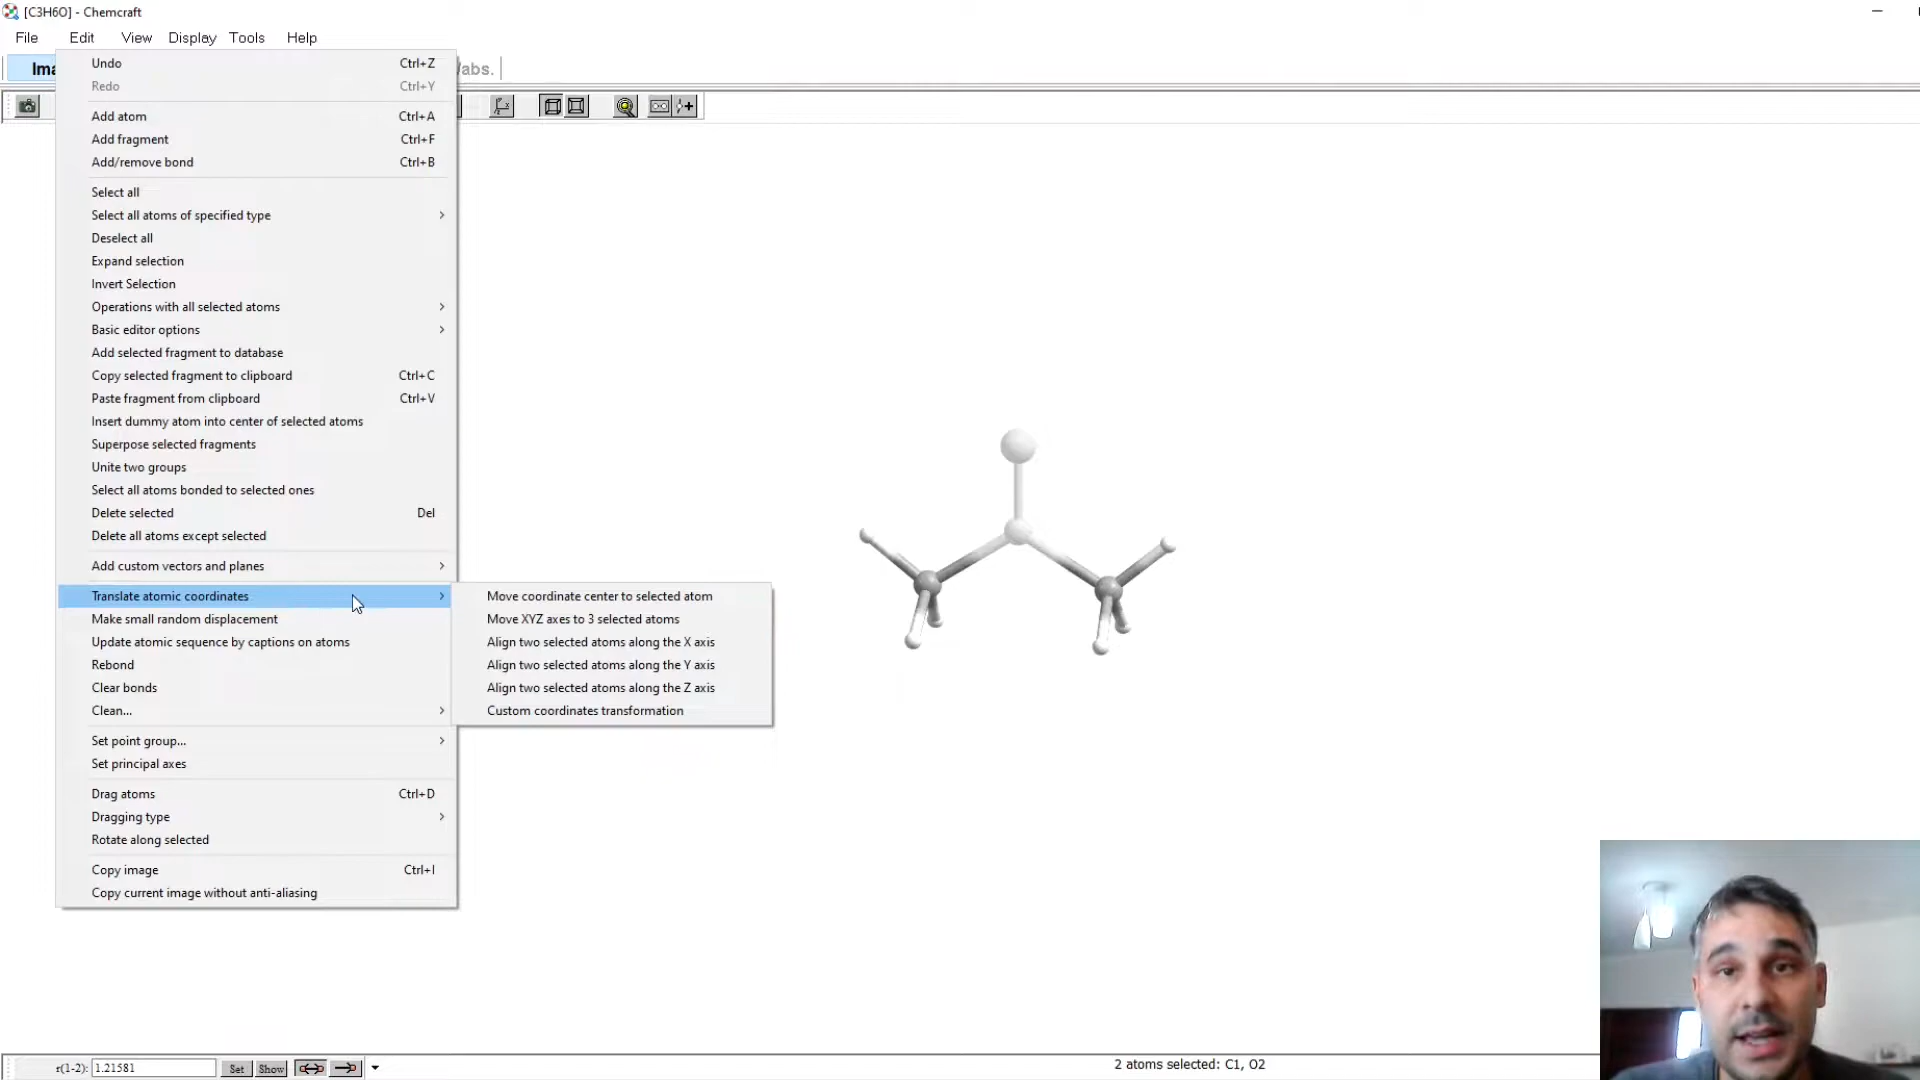 [C3H6O] - Chemcraft
File Edit View Display Tools Help
Undo Ctrl+Z
Redo Ctrl+Y
Add atom Ctrl+A
Add fragment Ctrl+F
Add/remove bond Ctrl+B
Select all
Select all atoms of specified type
Deselect all
Expand selection
Invert Selection
Operations with all selected atoms
Basic editor options
Add selected fragment to database
Copy selected fragment to clipboard Ctrl+C
Paste fragment from clipboard Ctrl+V
Insert dummy atom into center of selected atoms
Superpose selected fragments
Unite two groups
Select all atoms bonded to selected ones
Delete selected Del
Delete all atoms except selected
Add custom vectors and planes
Translate atomic coordinates
Make small random displacement
Update atomic sequence by captions on atoms
Rebond
Clear bonds
Clean...
Set point group...
Set principal axes
Drag atoms Ctrl+D
Dragging type
Rotate along selected
Copy image Ctrl+I
Copy current image without anti-aliasing
Move coordinate center to selected atom
Move XYZ axes to 3 selected atoms
Align two selected atoms along the X axis
Align two selected atoms along the Y axis
Align two selected atoms along the Z axis
Custom coordinates transformation
r(1-2): 1.21581 Set Show
2 atoms selected: C1, O2